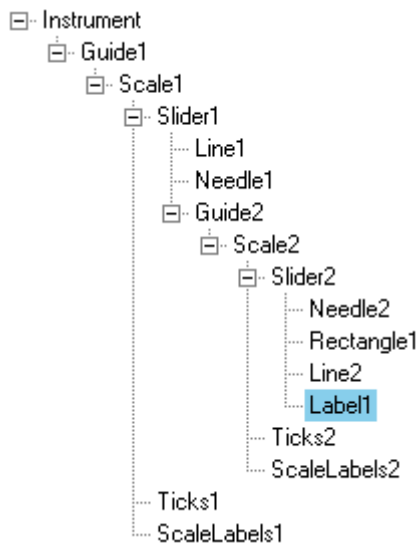 Instrument
Guide1
Scale1
Slider1
Line1
Needle1
Guide2
Scale2
Slider2
Needle2
Rectangle1
Line2
Label1
Ticks2
ScaleLabels2
Ticks1
ScaleLabels1